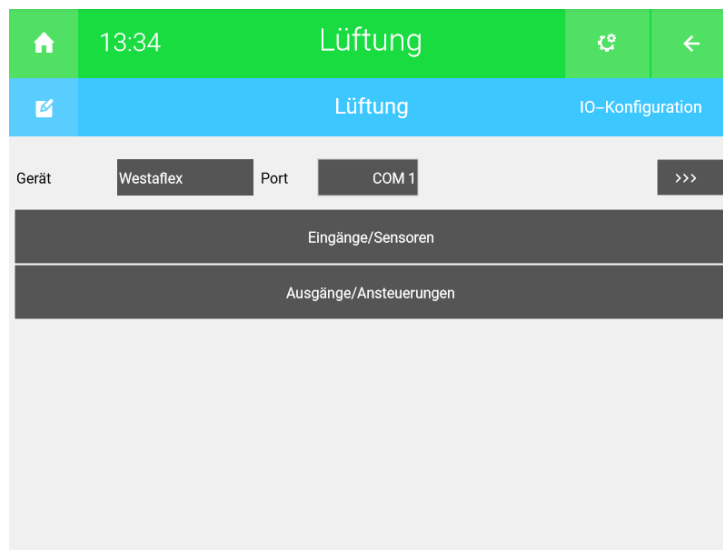 13:34 Lüftung
Lüftung IO-Konfiguration
Gerät Westaflex Port COM 1 >>>
Eingänge/Sensoren
Ausgänge/Ansteuerungen